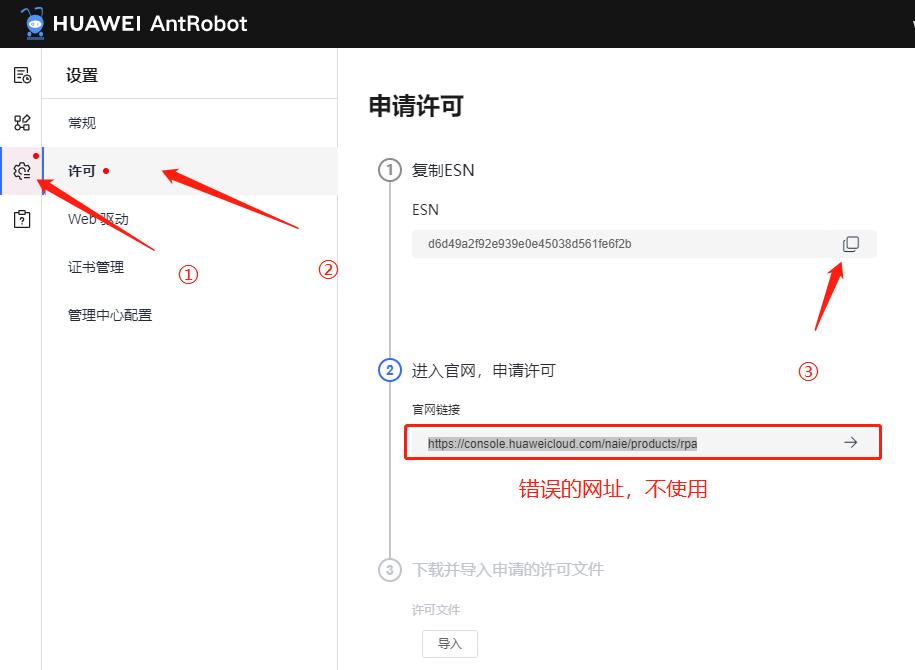 HUAWEI AntRobot
设置
常规
许可
Web 驱动
证书管理
管理中心配置
①
②
申请许可
1 复制ESN
ESN
d6d49a2f92e939e0e45038d561fe6f2b
③
2 进入官网，申请许可
官网链接
https://console.huaweicloud.com/naie/products/rpa
错误的网址，不使用
3 下载并导入申请的许可文件
许可文件
导入